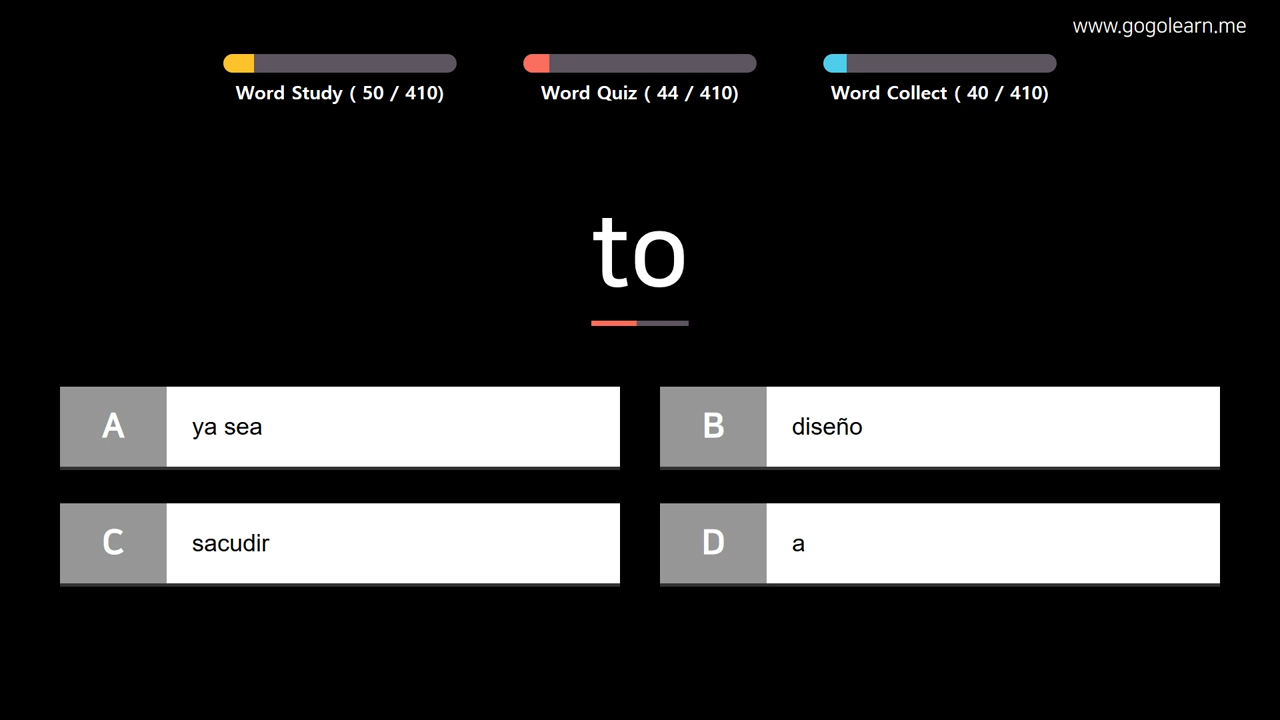 www.gogolearn.me
Word Study ( 50 / 410)
Word Quiz ( 44 / 410)
Word Collect ( 40 / 410)
to
A ya sea
B diseño
C sacudir
D a